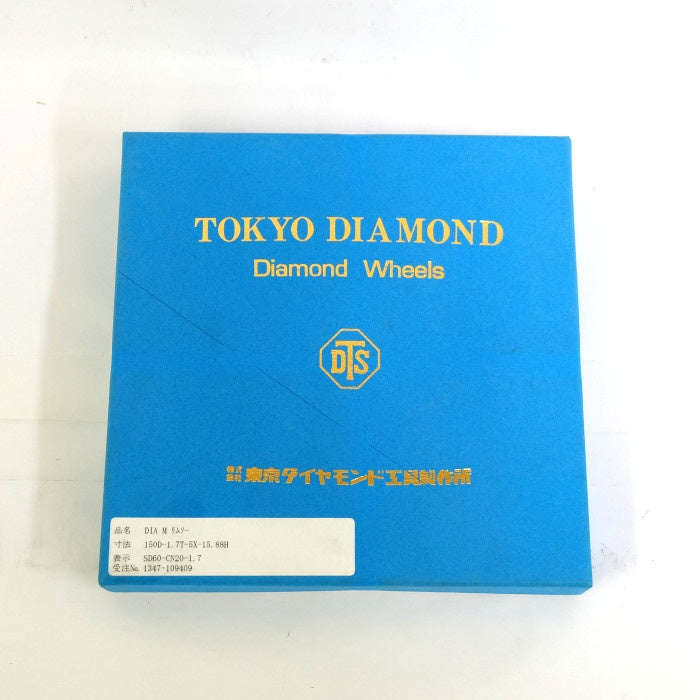 TOKYO DIAMOND
Diamond Wheels
DTS
株式会社 東京ダイヤモンド工具製作所
品名 DIA M リムソー
寸法 150D-1.7T-5X-15.88H
表示 SD60-CN20-1.7
受注No. 1347-109409